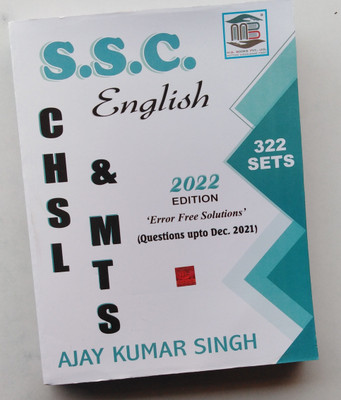 S.S.C.
English
CHSL
&
MTS
322
SETS
2022
EDITION
‘Error Free Solutions’
(Questions upto Dec. 2021)
AJAY KUMAR SINGH